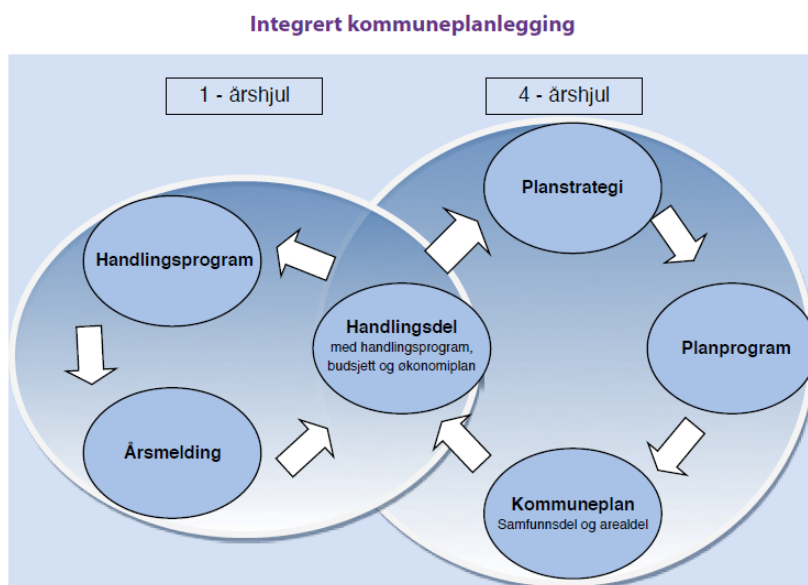 Integrert kommuneplanlegging
1 - årshjul
4 - årshjul
Planstrategi
Handlingsprogram
Handlingsdel
med handlingsprogram,
budsjett og økonomiplan
Planprogram
Årsmelding
Kommuneplan
Samfunnsdel og arealdel